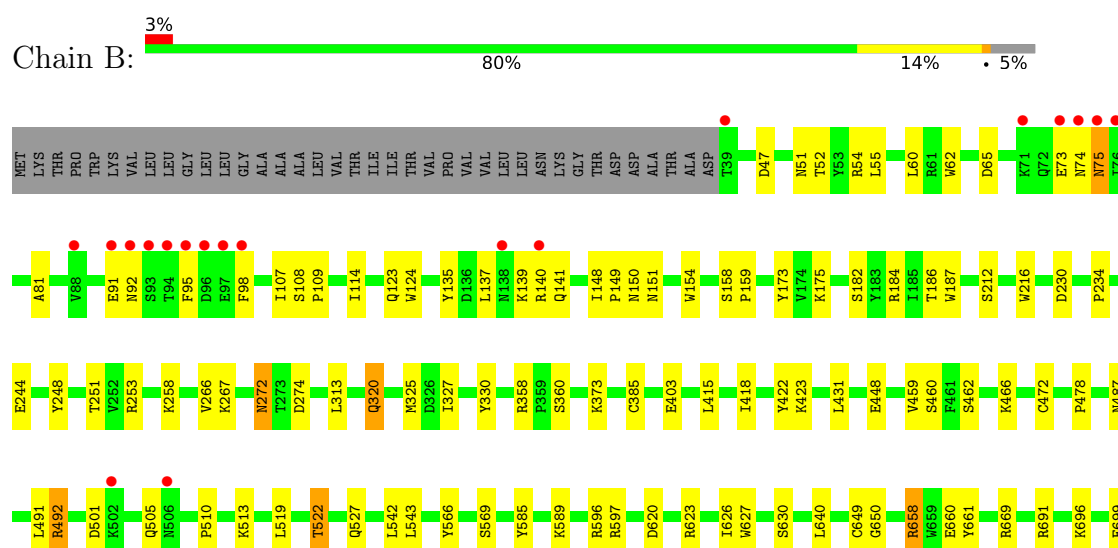 3%
Chain B:
80% 14% • 5%
MET LYS THR PRO TRP LYS VAL LEU LEU GLY LEU LEU GLY ALA ALA ALA LEU VAL THR ILE ILE THR VAL PRO VAL VAL LEU LEU ASN LYS GLY THR ASP ASP ALA THR ALA ASP T39 D47 N51 T52 Y53 R54 L55 L60 R61 W62 D65 K71 Q72 E73 N74 N75 I76
A81 V88 E91 N92 S93 T94 F95 D96 E97 F98 I107 S108 P109 I114 Q123 W124 Y135 D136 L137 N138 K139 R140 Q141 I148 P149 N150 N151 W154 S158 P159 Y173 V174 K175 S182 Y183 R184 I185 T186 W187 S212 W216 D230 P234
E244 Y248 T251 V252 R253 K258 V266 K267 N272 T273 D274 L313 Q320 M325 D326 I327 Y330 R358 P359 S360 K373 C385 E403 L415 I418 Y422 K423 L431 E448 V459 S460 F461 S462 K466 C472 P478 N487
L491 R492 D501 K502 Q505 N506 P510 K513 L519 T522 Q527 L542 L543 Y566 S569 Y585 K589 R596 R597 D620 R623 I626 W627 S630 L640 C649 G650 R658 W659 E660 Y661 R669 R691 K696